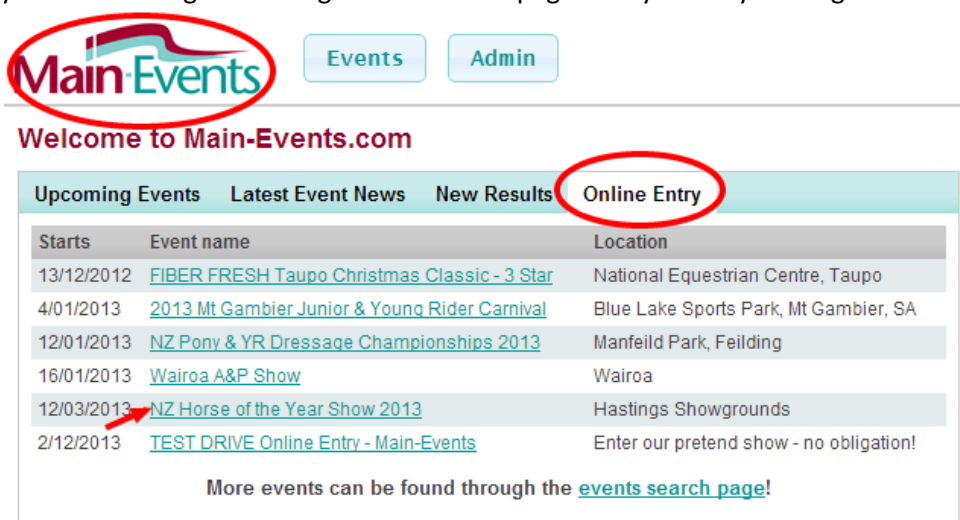 Main-Events
Events Admin
Welcome to Main-Events.com
Upcoming Events Latest Event News New Results Online Entry
Starts Event name Location
13/12/2012 FIBER FRESH Taupo Christmas Classic - 3 Star National Equestrian Centre, Taupo
4/01/2013 2013 Mt Gambier Junior & Young Rider Carnival Blue Lake Sports Park, Mt Gambier, SA
12/01/2013 NZ Pony & YR Dressage Championships 2013 Manfeild Park, Feilding
16/01/2013 Wairoa A&P Show Wairoa
12/03/2013 NZ Horse of the Year Show 2013 Hastings Showgrounds
2/12/2013 TEST DRIVE Online Entry - Main-Events Enter our pretend show - no obligation!
More events can be found through the events search page!